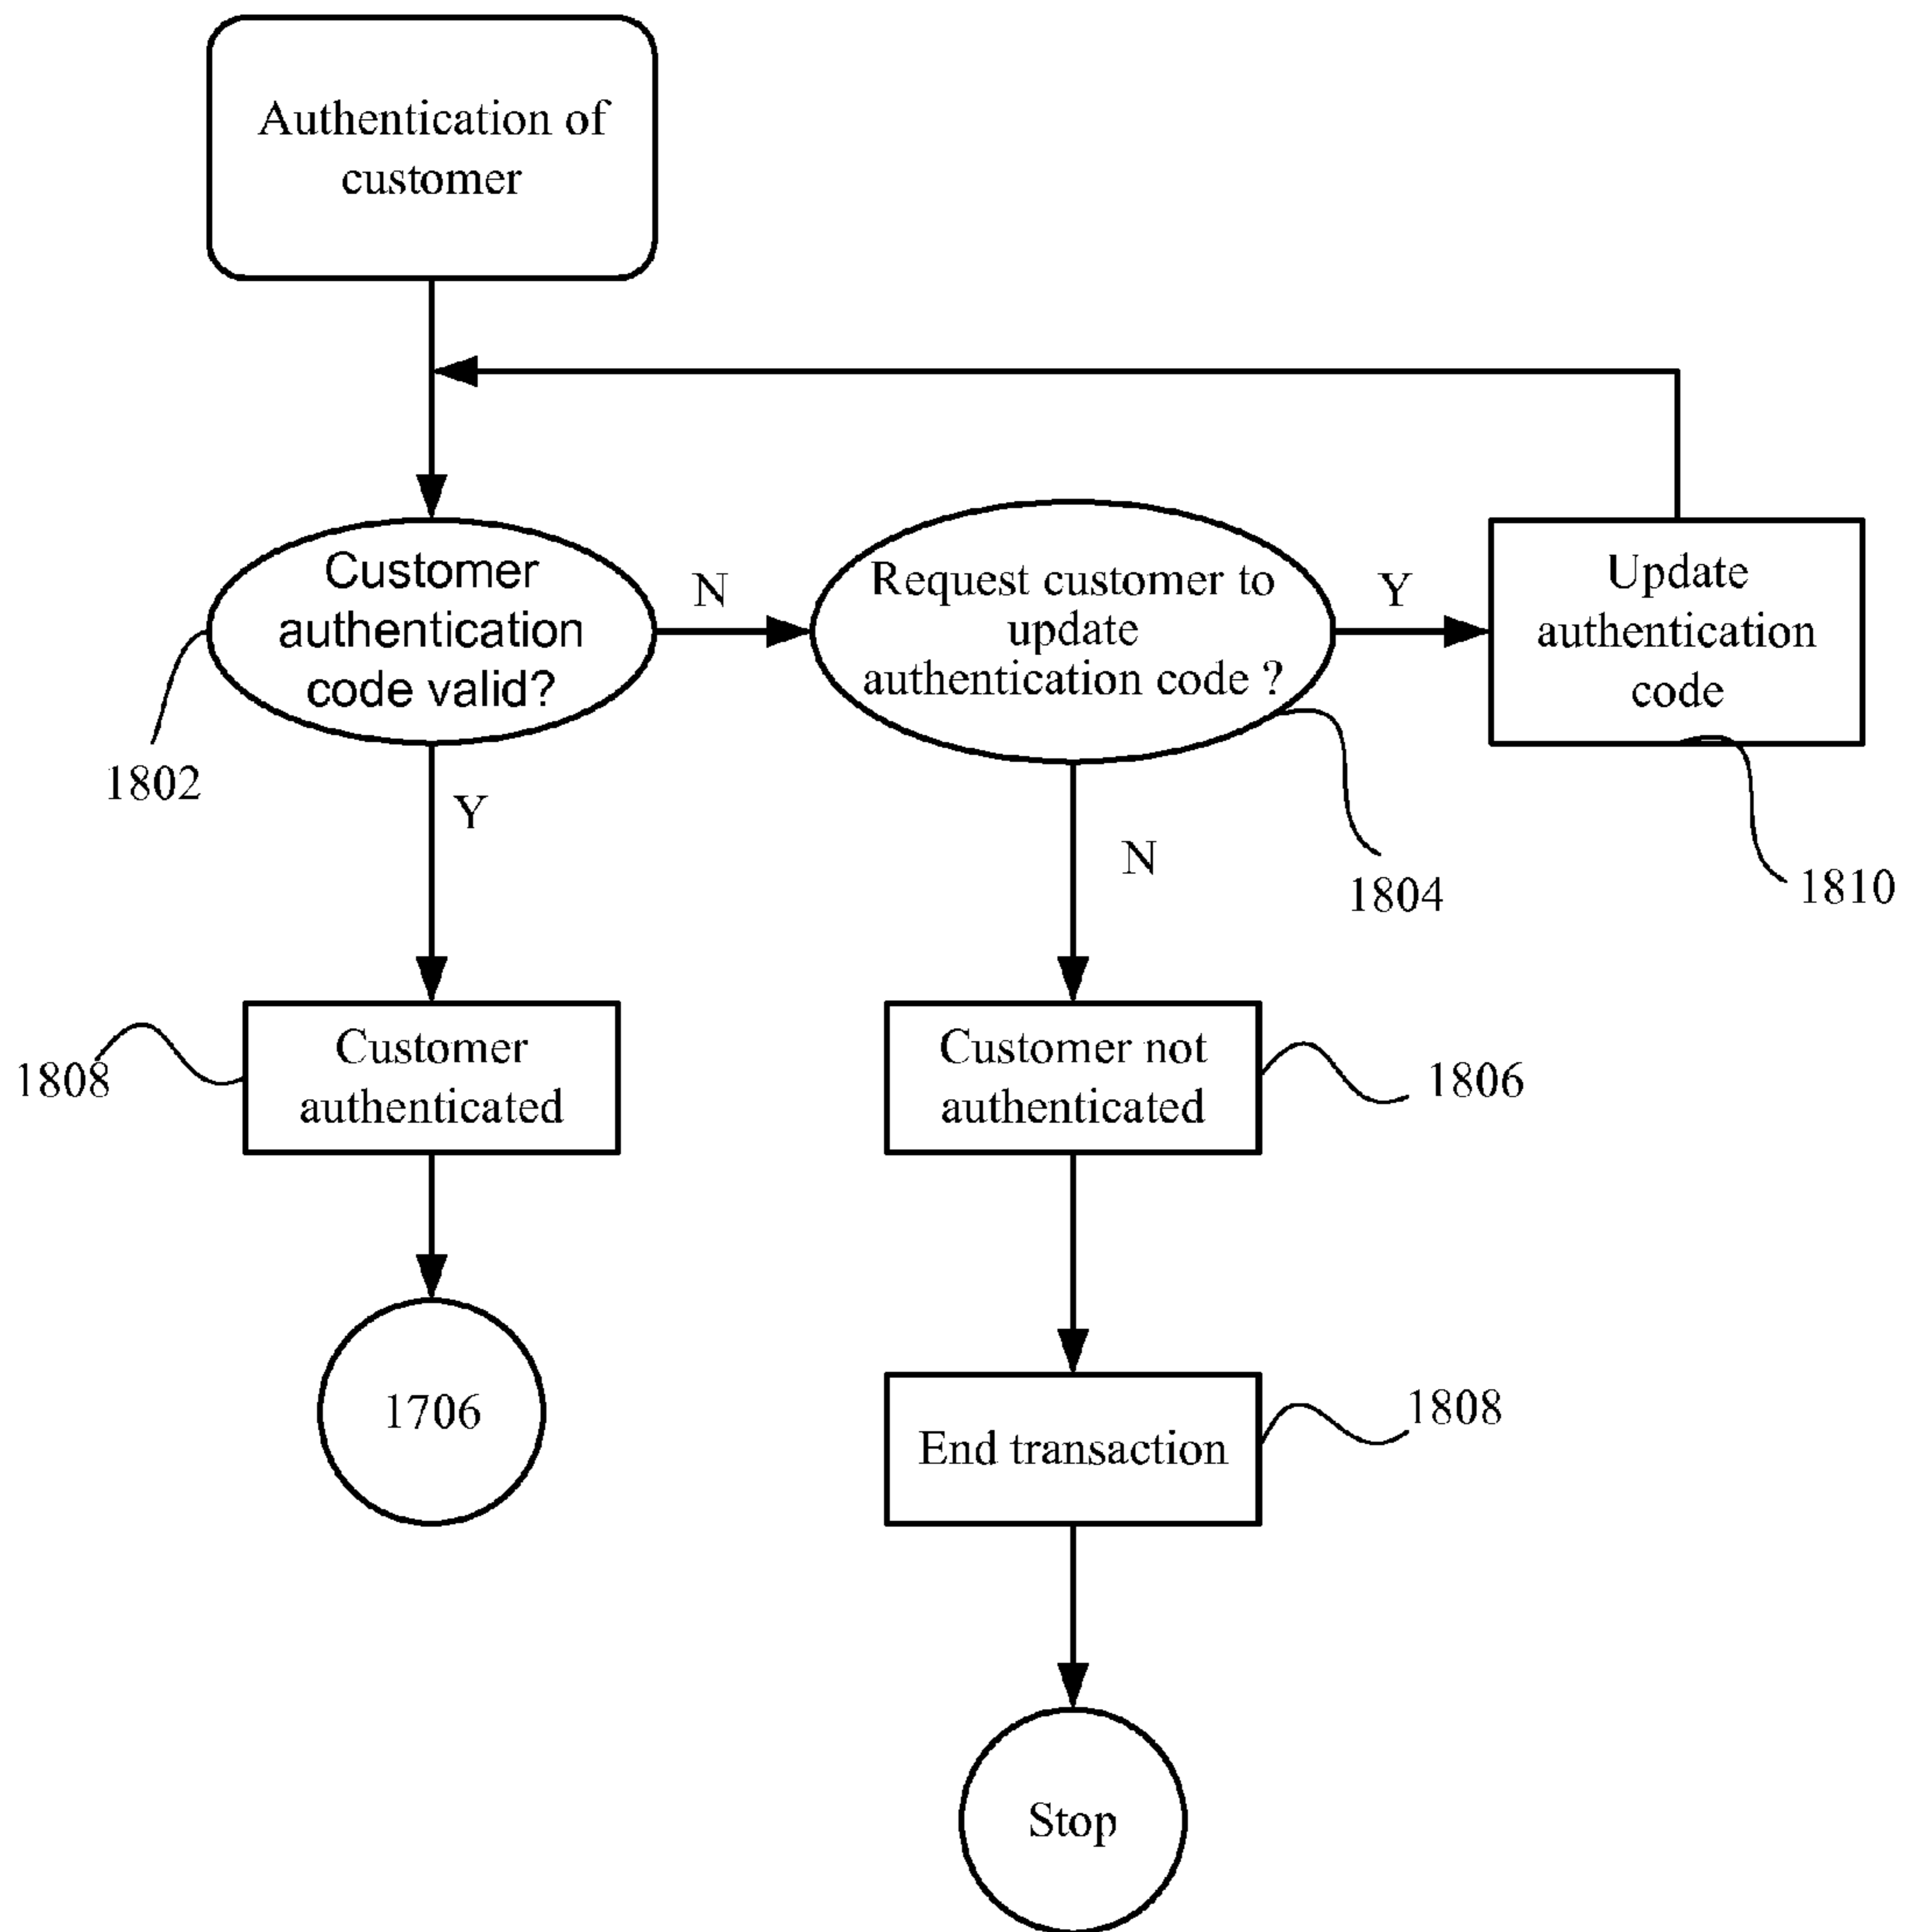 Authentication of
customer
Customer
authentication
code valid?
N
Request customer to
update
authentication code ?
Y
Update
authentication
code
1802
Y
N
1804
1810
Customer
authenticated
1808
Customer not
authenticated
1806
1706
End transaction
1808
Stop